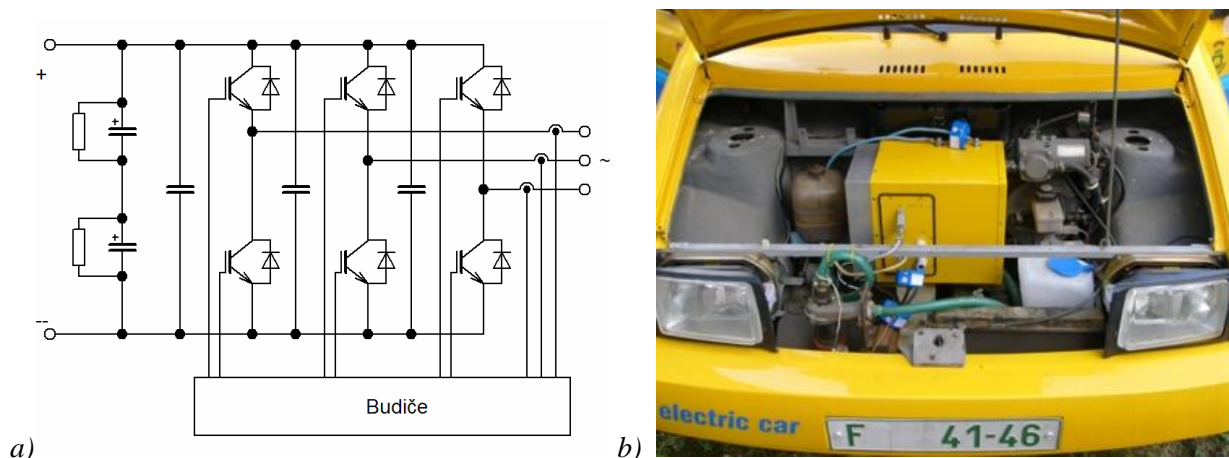 +
+
+
~
--
Budiče
a)
b)
electric car
F 41-46